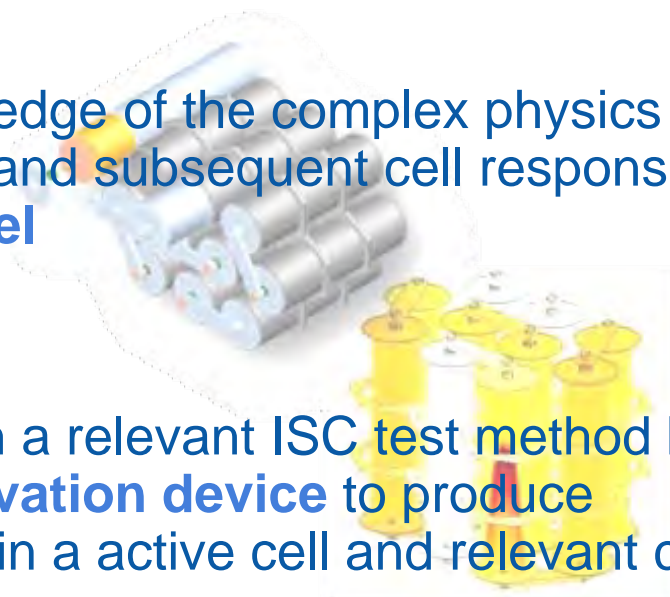 edge of the complex physics
and subsequent cell respons
el
a relevant ISC test method
vation device to produce
in a active cell and relevant